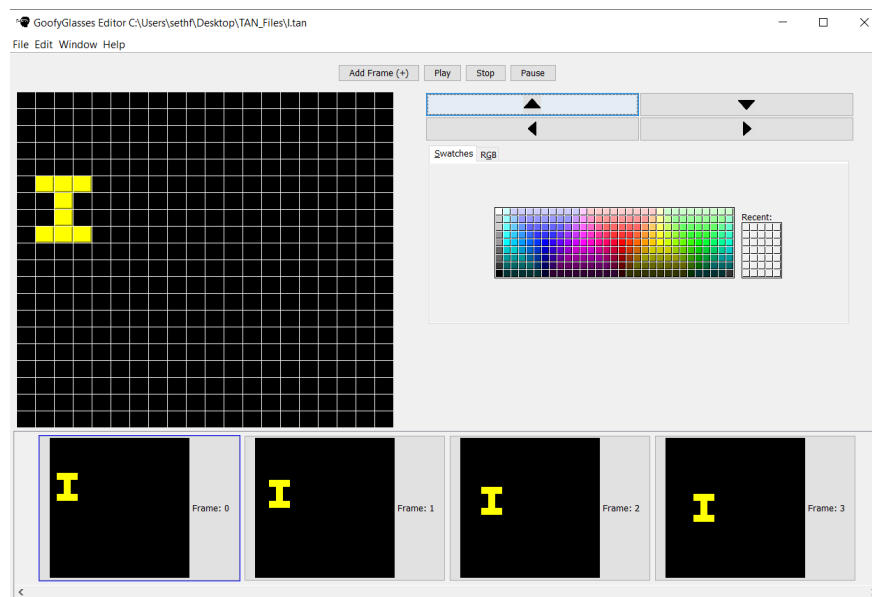 GoofyGlasses Editor C:\Users\sethf\Desktop\TAN_Files\I.tan
File Edit Window Help
Add Frame (+) Play Stop Pause
Swatches RGB
Recent:
Frame: 0 Frame: 1 Frame: 2 Frame: 3